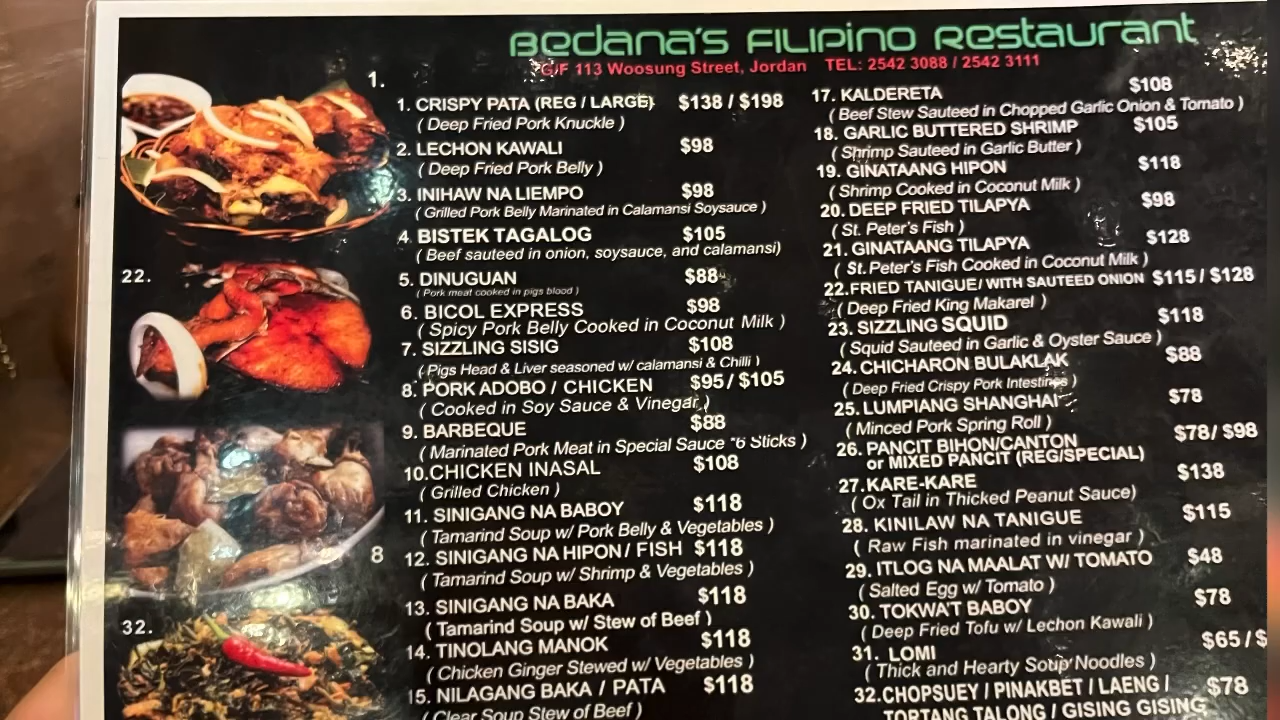 Bedana's Filipino Restaurant
G/F 113 Woosung Street, Jordan TEL: 2542 3088 / 2542 3111
1.
1. CRISPY PATA (REG / LARGE) $138 / $198
( Deep Fried Pork Knuckle )
2. LECHON KAWALI $98
( Deep Fried Pork Belly )
3. INIHAW NA LIEMPO $98
( Grilled Pork Belly Marinated in Calamansi Soysauce )
4. BISTEK TAGALOG $105
( Beef sauteed in onion, soysauce, and calamansi)
22.
5. DINUGUAN $88
( Pork meat cooked in pigs blood )
6. BICOL EXPRESS $98
( Spicy Pork Belly Cooked in Coconut Milk )
7. SIZZLING SISIG $108
( Pigs Head & Liver seasoned w/ calamansi & Chilli )
8. PORK ADOBO / CHICKEN $95 / $105
( Cooked in Soy Sauce & Vinegar )
9. BARBEQUE $88
( Marinated Pork Meat in Special Sauce *6 Sticks )
10. CHICKEN INASAL $108
( Grilled Chicken )
11. SINIGANG NA BABOY $118
( Tamarind Soup w/ Pork Belly & Vegetables )
8
12. SINIGANG NA HIPON / FISH $118
( Tamarind Soup w/ Shrimp & Vegetables )
13. SINIGANG NA BAKA $118
( Tamarind Soup w/ Stew of Beef )
32.
14. TINOLANG MANOK $118
( Chicken Ginger Stewed w/ Vegetables )
15. NILAGANG BAKA / PATA $118
( Clear Soup Stew of Beef )
17. KALDERETA $108
(Beef Stew Sauteed in Chopped Garlic Onion & Tomato )
18. GARLIC BUTTERED SHRIMP $105
( Shrimp Sauteed in Garlic Butter )
19. GINATAANG HIPON $118
( Shrimp Cooked in Coconut Milk )
20. DEEP FRIED TILAPYA $98
( St. Peter's Fish )
21. GINATAANG TILAPYA $128
( St. Peter's Fish Cooked in Coconut Milk )
22. FRIED TANIGUE/ WITH SAUTEED ONION $115 / $128
( Deep Fried King Makarel )
23. SIZZLING SQUID $118
( Squid Sauteed in Garlic & Oyster Sauce )
24. CHICHARON BULAKLAK $88
( Deep Fried Crispy Pork Intestines )
25. LUMPIANG SHANGHAI $78
( Minced Pork Spring Roll )
26. PANCIT BIHON/CANTON $78/ $98
or MIXED PANCIT (REG/SPECIAL)
27. KARE-KARE $138
( Ox Tail in Thicked Peanut Sauce)
28. KINILAW NA TANIGUE $115
( Raw Fish marinated in vinegar )
29. ITLOG NA MAALAT W/ TOMATO $48
( Salted Egg w/ Tomato )
30. TOKWA'T BABOY $78
( Deep Fried Tofu w/ Lechon Kawali )
31. LOMI $65 / $
( Thick and Hearty Soup Noodles )
32. CHOPSUEY / PINAKBET / LAENG / $78
TORTANG TALONG / GISING GISING